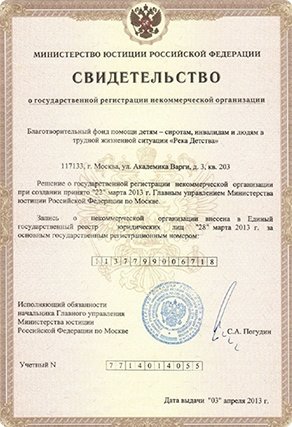 МИНИСТЕРСТВО ЮСТИЦИИ РОССИЙСКОЙ ФЕДЕРАЦИИ
СВИДЕТЕЛЬСТВО
о государственной регистрации некоммерческой организации
Благотворительный фонд помощи детям – сиротам, инвалидам и людям в
трудной жизненной ситуации «Река Детства»
117133, г. Москва, ул. Академика Варги, д. 3, кв. 203
Решение о государственной регистрации некоммерческой организации
при создании принято "22" марта 2013 г. Главным управлением Министерства
юстиции Российской Федерации по Москве.
Запись о некоммерческой организации внесена в Единый
государственный реестр юридических лиц "28" марта 2013 г. за
основным государственным регистрационным номером:
1137799006718
Исполняющий обязанности
начальника Главного управления
Министерства юстиции
Российской Федерации по Москве
С.А. Погудин
Учетный N
7714014055
Дата выдачи "03" апреля 2013 г.